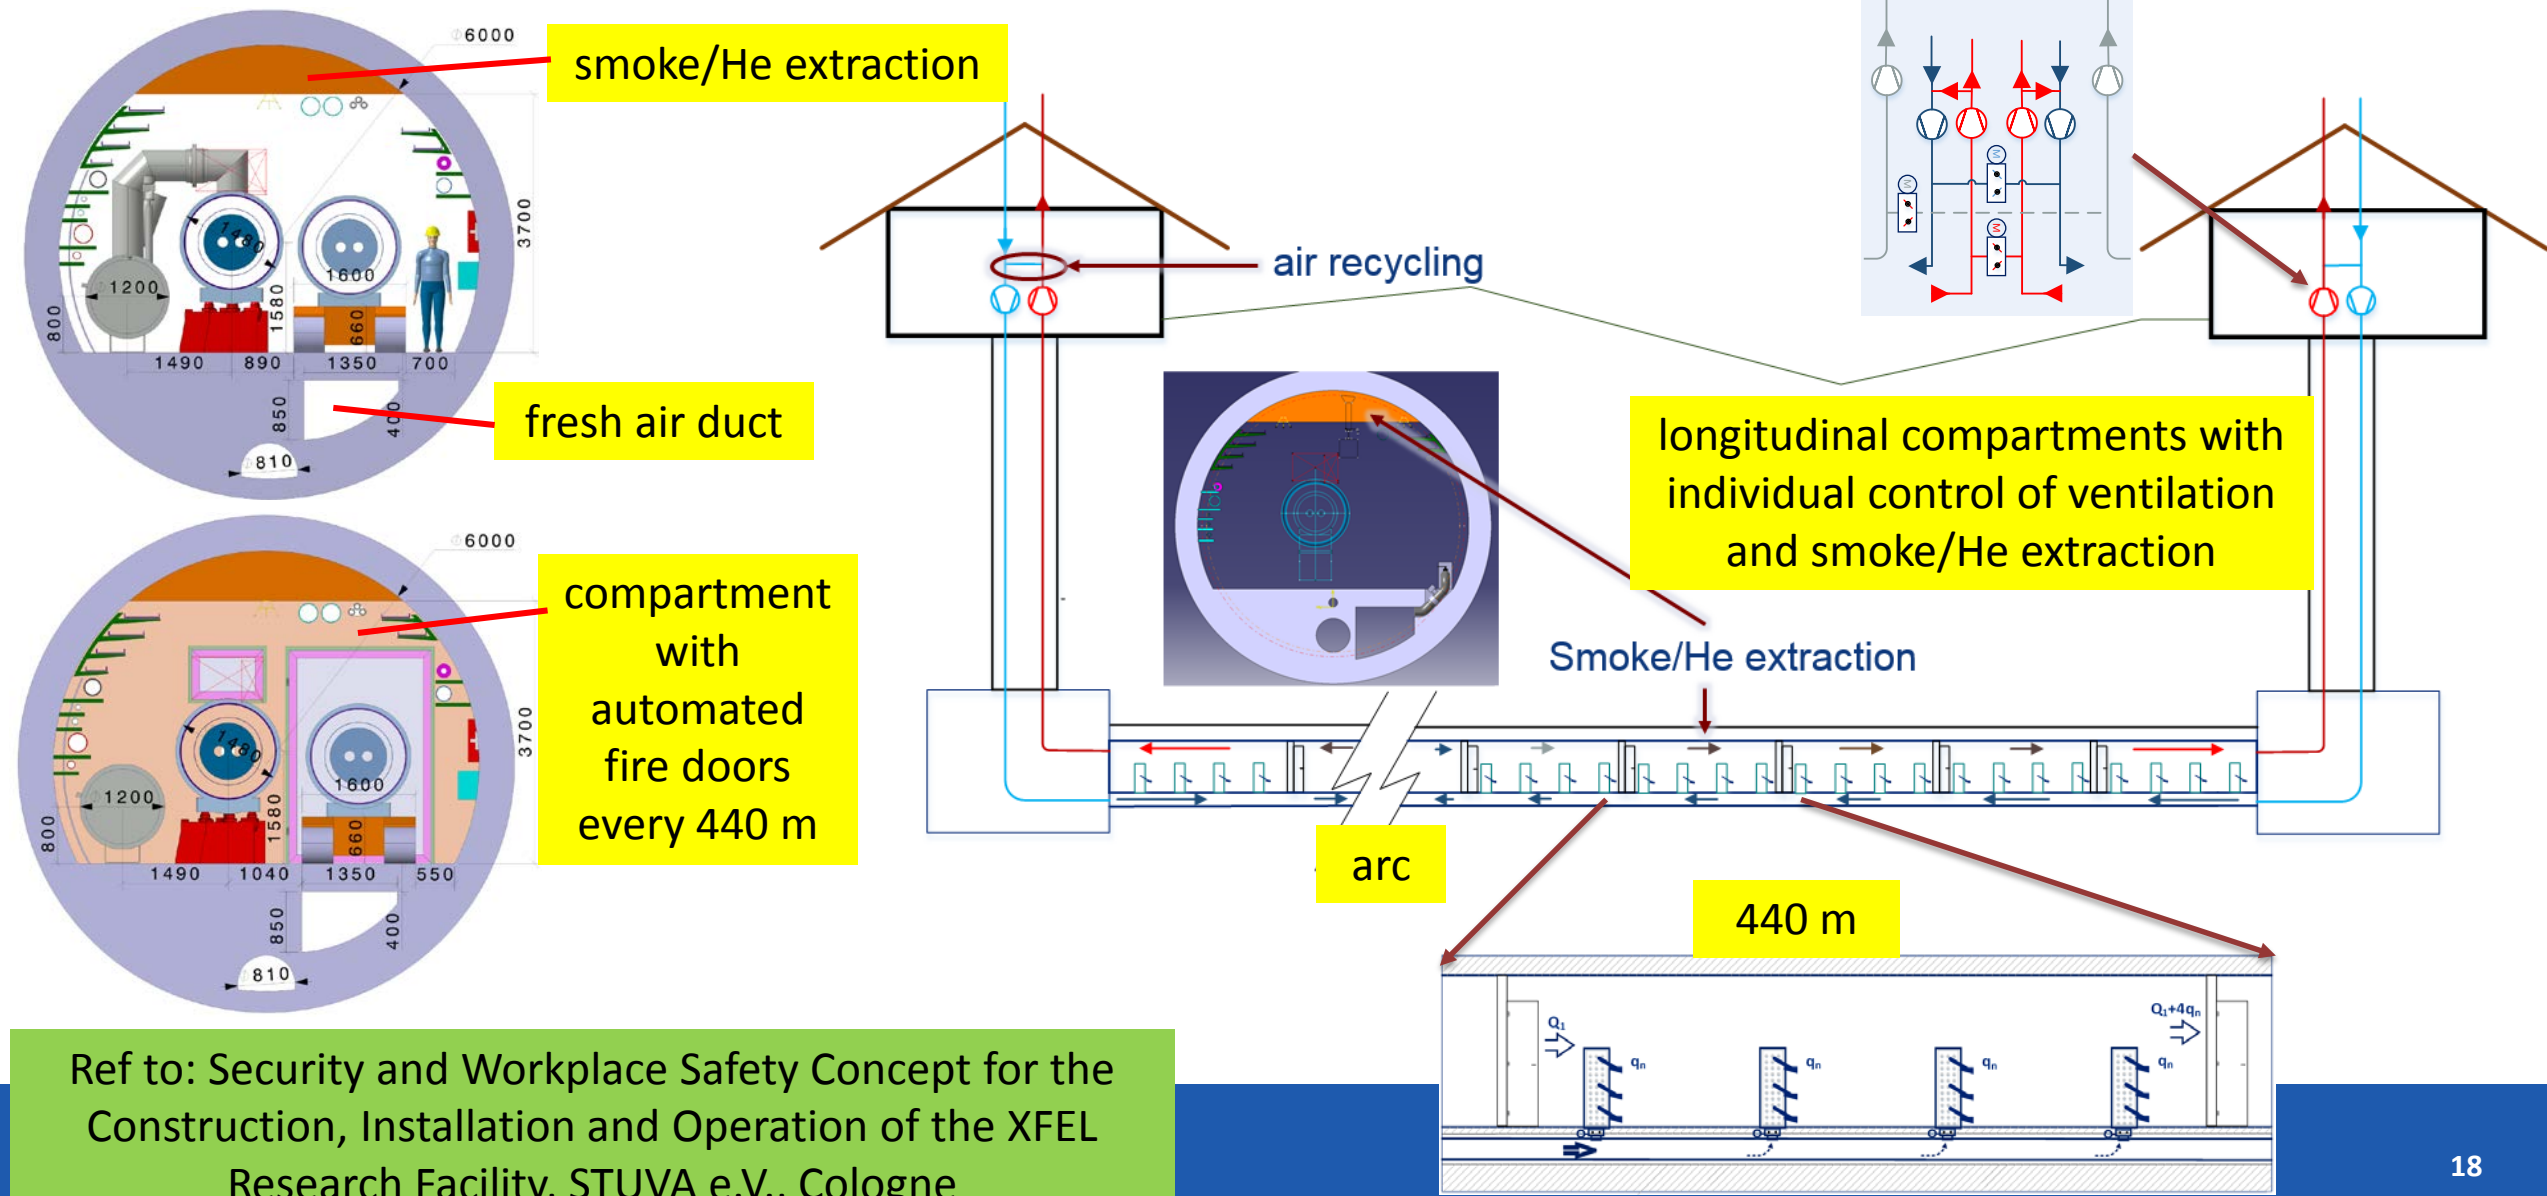 Φ6000
smoke/He extraction
1480
1600
1200
1580
660
800
3700
1490
890
1350
700
850
400
810
fresh air duct
Φ6000
compartment
with
automated
fire doors
every 440 m
1480
1600
1200
1580
660
800
3700
1490
1040
1350
550
850
400
810
air recycling
M
M
M
longitudinal compartments with
individual control of ventilation
and smoke/He extraction
Smoke/He extraction
arc
440 m
Q₁
qₙ
qₙ
qₙ
qₙ
Q₁+4qₙ
Ref to: Security and Workplace Safety Concept for the
Construction, Installation and Operation of the XFEL
Research Facility, STUVA e.V., Cologne
18